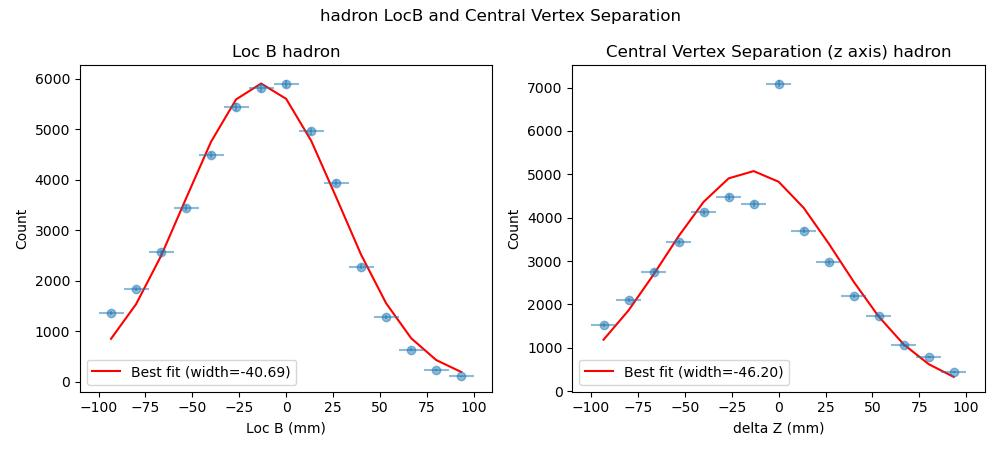 hadron LocB and Central Vertex Separation
Loc B hadron
Count
6000
5000
4000
3000
2000
1000
0
Best fit (width=-40.69)
−100 −75 −50 −25 0 25 50 75 100
Loc B (mm)
Central Vertex Separation (z axis) hadron
Count
7000
6000
5000
4000
3000
2000
1000
0
Best fit (width=-46.20)
−100 −75 −50 −25 0 25 50 75 100
delta Z (mm)